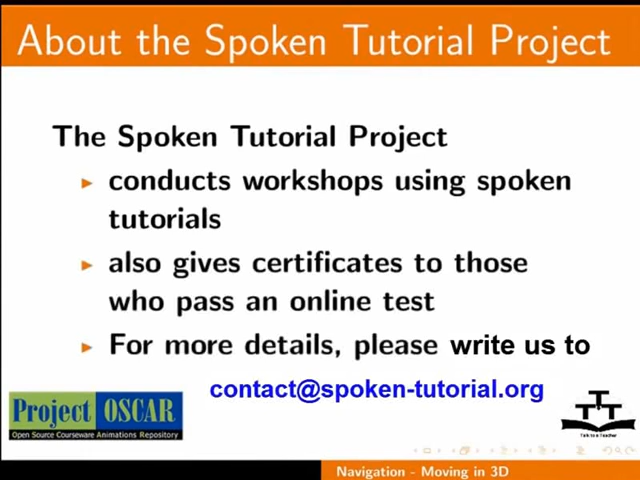 About the Spoken Tutorial Project
The Spoken Tutorial Project
conducts workshops using spoken
tutorials
also gives certificates to those
who pass an online test
For more details, please write us to
contact@spoken-tutorial.org
Project OSCAR
Open Source Courseware Animations Repository
TTT
Talk to a Teacher
Navigation - Moving in 3D